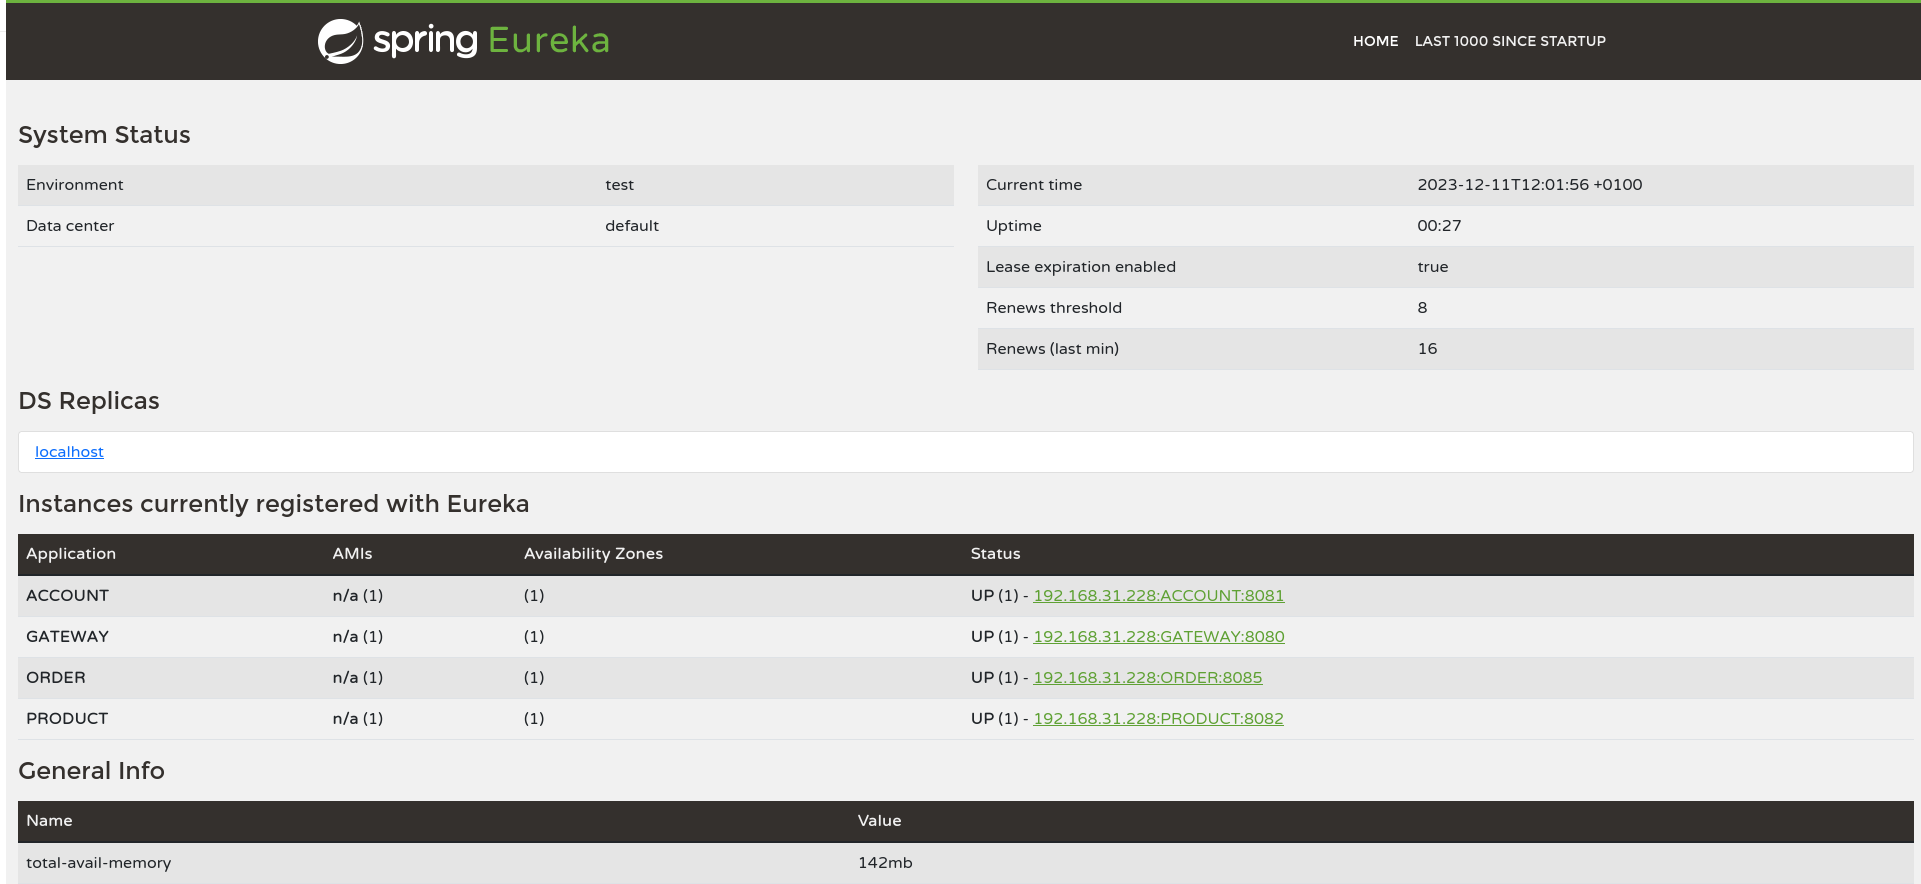 spring Eureka HOME LAST 1000 SINCE STARTUP
System Status
Environment test
Data center default
Current time 2023-12-11T12:01:56 +0100
Uptime 00:27
Lease expiration enabled true
Renews threshold 8
Renews (last min) 16
DS Replicas
localhost
Instances currently registered with Eureka
Application AMIs Availability Zones Status
ACCOUNT n/a (1) (1) UP (1) - 192.168.31.228:ACCOUNT:8081
GATEWAY n/a (1) (1) UP (1) - 192.168.31.228:GATEWAY:8080
ORDER n/a (1) (1) UP (1) - 192.168.31.228:ORDER:8085
PRODUCT n/a (1) (1) UP (1) - 192.168.31.228:PRODUCT:8082
General Info
Name Value
total-avail-memory 142mb